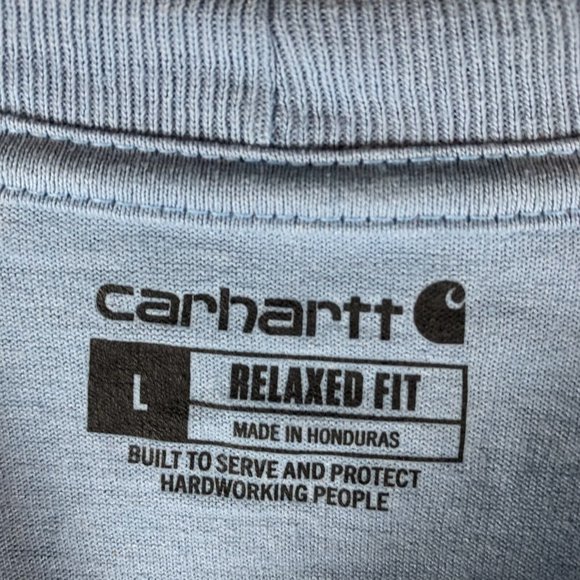 carhartt
L RELAXED FIT
MADE IN HONDURAS
BUILT TO SERVE AND PROTECT
HARDWORKING PEOPLE